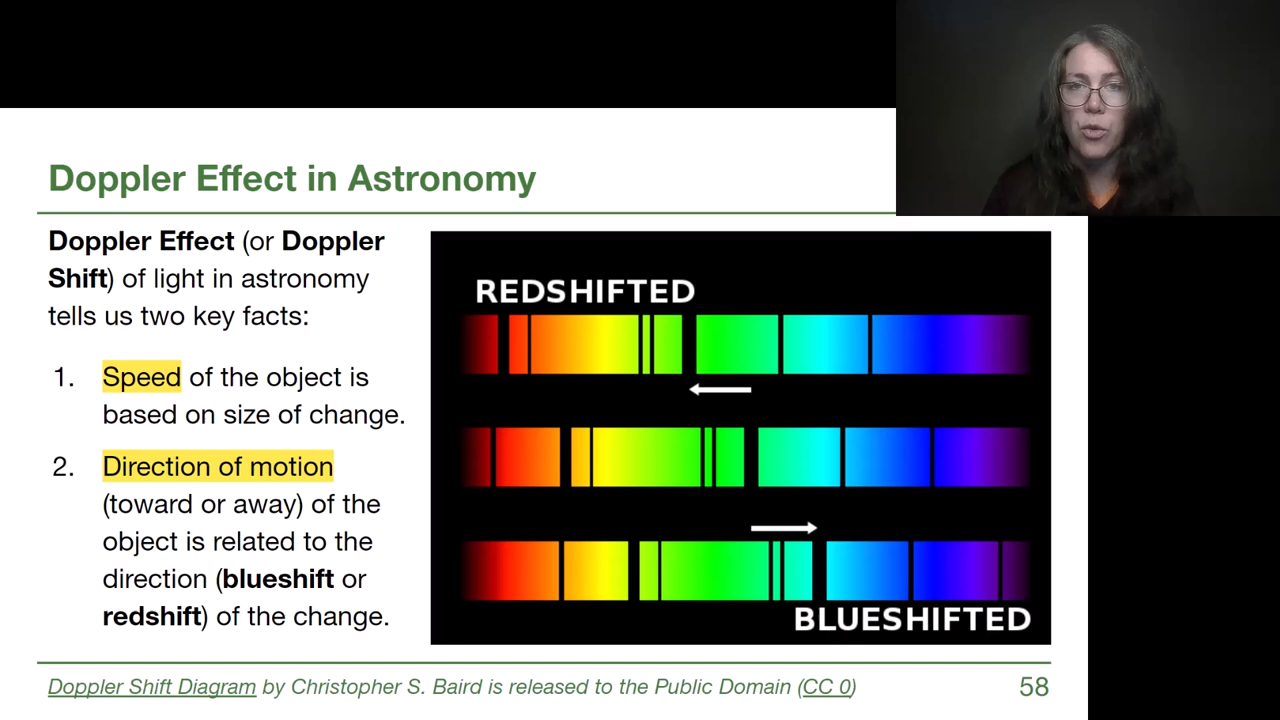 Doppler Effect in Astronomy
Doppler Effect (or Doppler
Shift) of light in astronomy
tells us two key facts:
1. Speed of the object is
based on size of change.
2. Direction of motion
(toward or away) of the
object is related to the
direction (blueshift or
redshift) of the change.
REDSHIFTED
BLUESHIFTED
Doppler Shift Diagram by Christopher S. Baird is released to the Public Domain (CC 0)
58